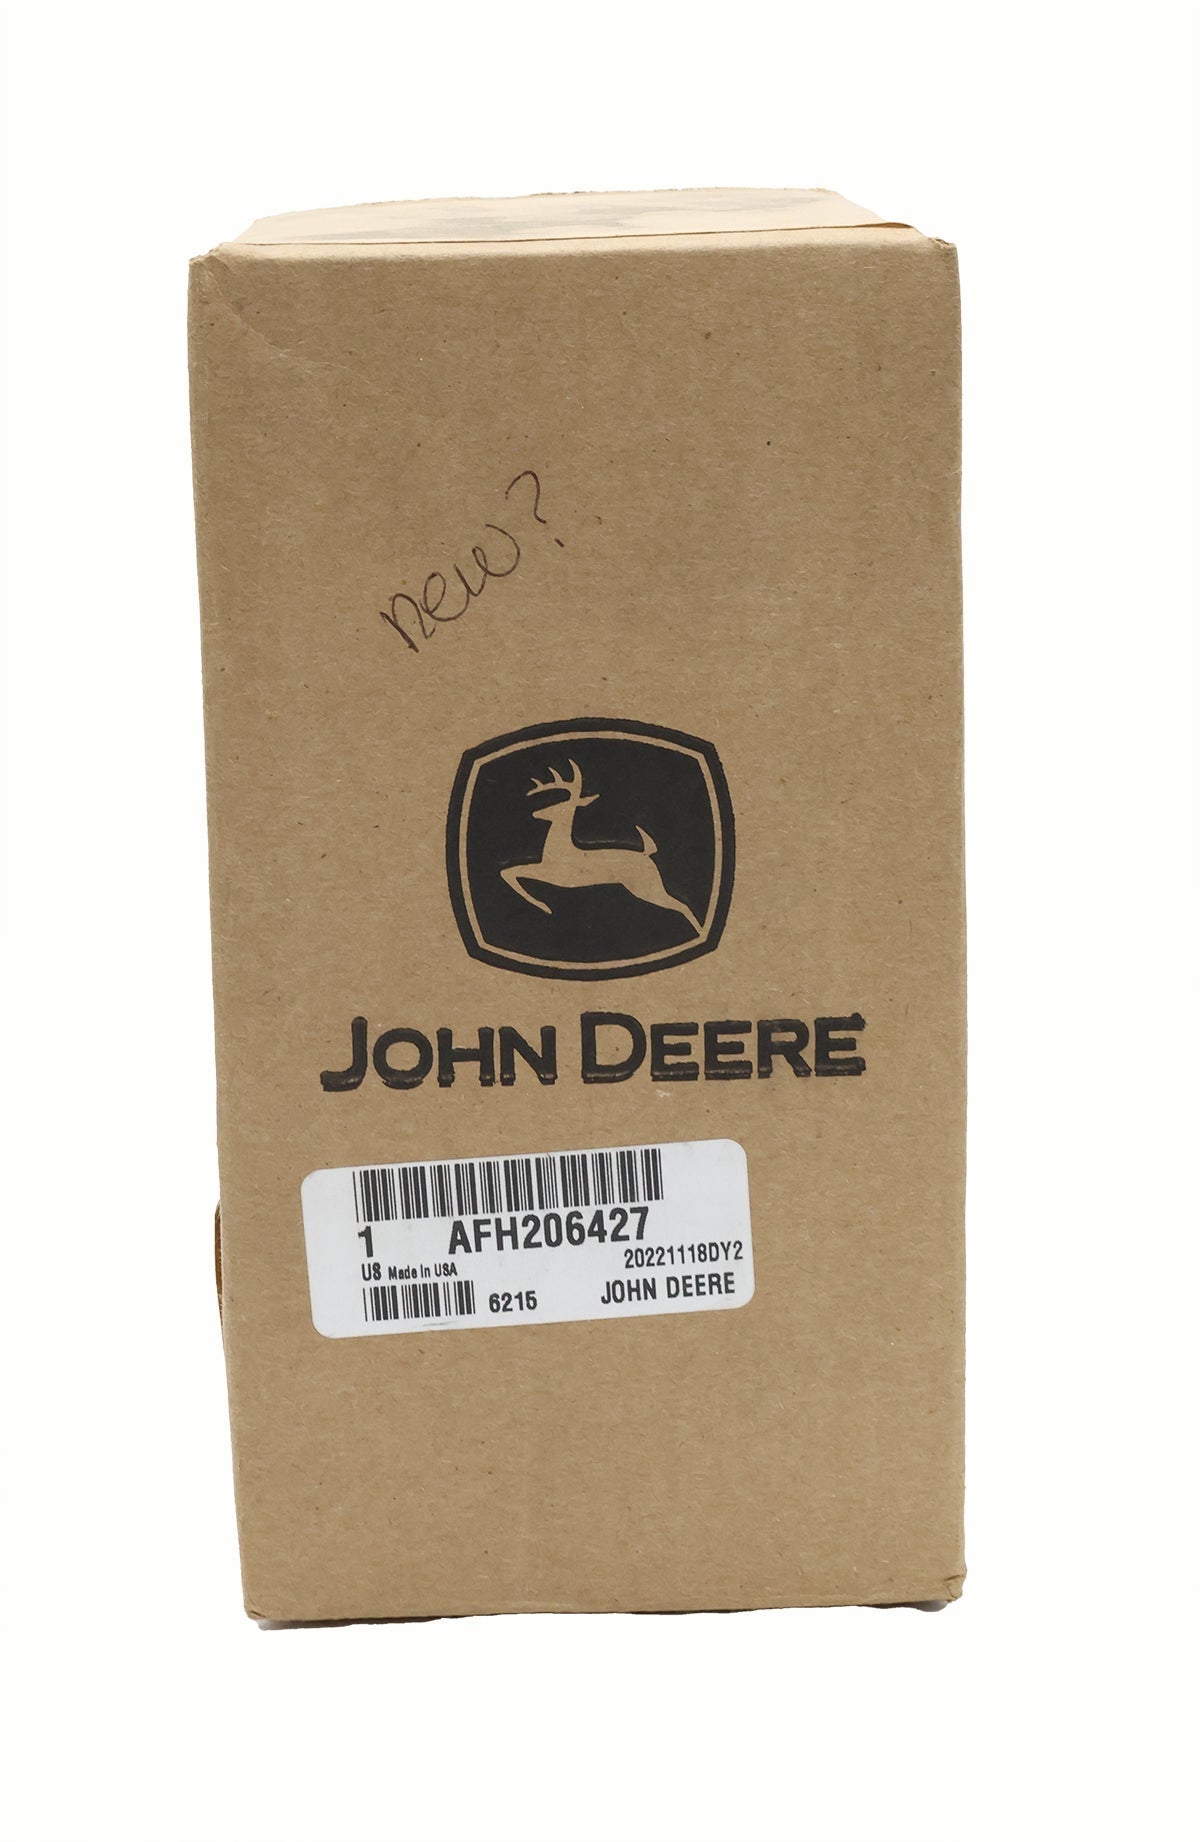 new?
JOHN DEERE
1 AFH206427
20221118DY2
US Made in USA
6215 JOHN DEERE